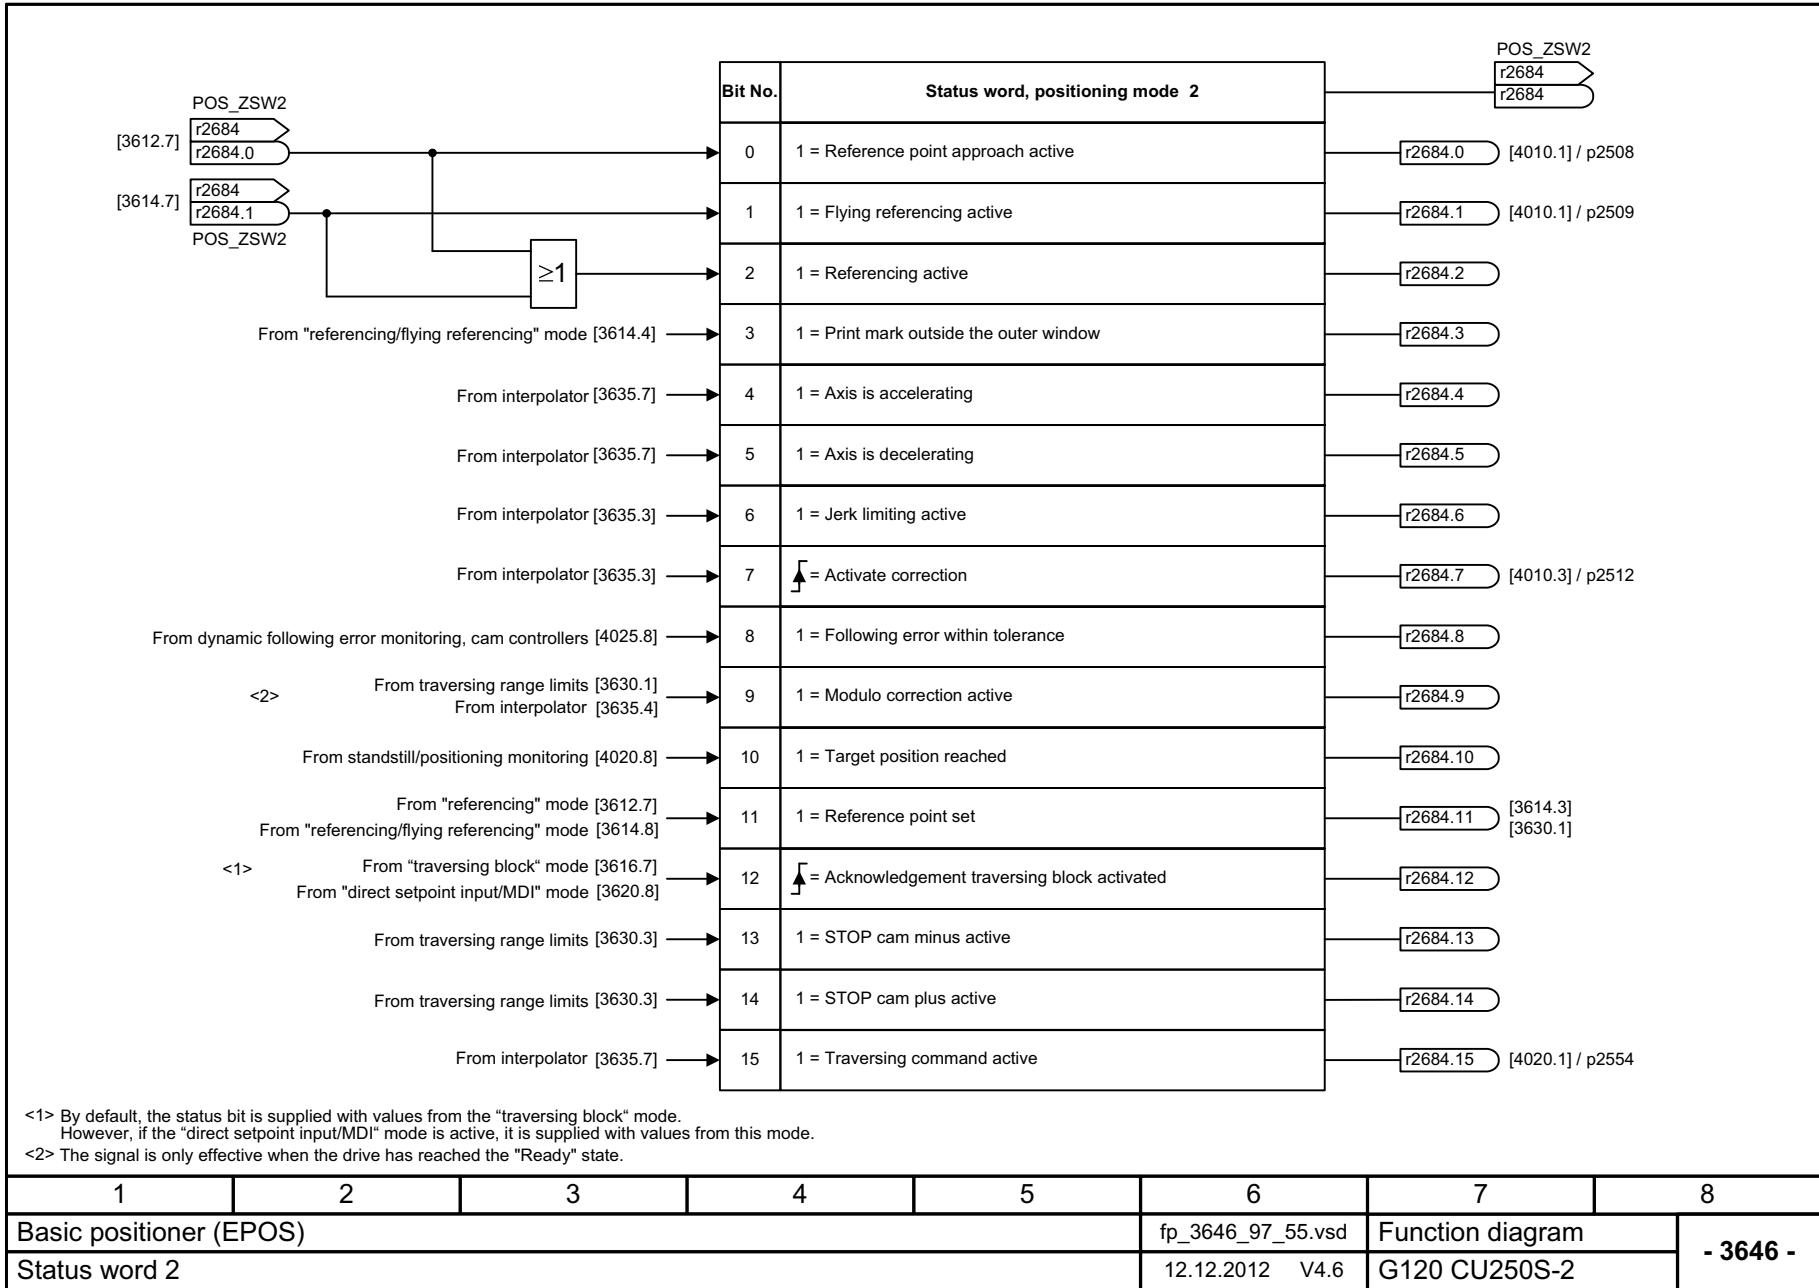 POS_ZSW2
r2684
r2684
Bit No. Status word, positioning mode 2
POS_ZSW2
r2684
[3612.7] r2684.0
0 1 = Reference point approach active r2684.0 [4010.1] / p2508
r2684
[3614.7] r2684.1
POS_ZSW2
1 1 = Flying referencing active r2684.1 [4010.1] / p2509
≥1
2 1 = Referencing active r2684.2
From "referencing/flying referencing" mode [3614.4] 3 1 = Print mark outside the outer window r2684.3
From interpolator [3635.7] 4 1 = Axis is accelerating r2684.4
From interpolator [3635.7] 5 1 = Axis is decelerating r2684.5
From interpolator [3635.3] 6 1 = Jerk limiting active r2684.6
From interpolator [3635.3] 7 = Activate correction r2684.7 [4010.3] / p2512
From dynamic following error monitoring, cam controllers [4025.8] 8 1 = Following error within tolerance r2684.8
From traversing range limits [3630.1]
<2> From interpolator [3635.4] 9 1 = Modulo correction active r2684.9
From standstill/positioning monitoring [4020.8] 10 1 = Target position reached r2684.10
From "referencing" mode [3612.7]
From "referencing/flying referencing" mode [3614.8] 11 1 = Reference point set r2684.11 [3614.3]
[3630.1]
<1> From “traversing block“ mode [3616.7]
From "direct setpoint input/MDI" mode [3620.8] 12 = Acknowledgement traversing block activated r2684.12
From traversing range limits [3630.3] 13 1 = STOP cam minus active r2684.13
From traversing range limits [3630.3] 14 1 = STOP cam plus active r2684.14
From interpolator [3635.7] 15 1 = Traversing command active r2684.15 [4020.1] / p2554
<1> By default, the status bit is supplied with values from the “traversing block“ mode.
However, if the “direct setpoint input/MDI“ mode is active, it is supplied with values from this mode.
<2> The signal is only effective when the drive has reached the "Ready" state.
1 2 3 4 5 6 7 8
Basic positioner (EPOS) fp_3646_97_55.vsd Function diagram - 3646 -
Status word 2 12.12.2012 V4.6 G120 CU250S-2